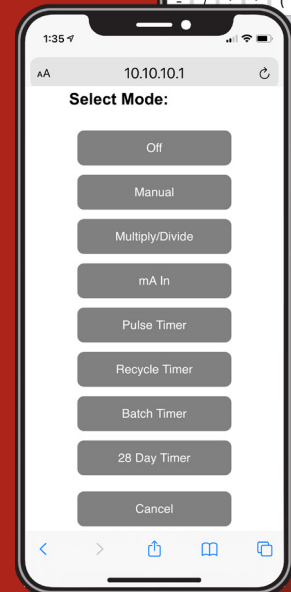 1:35
AA
10.10.10.1
Select Mode:
Off
Manual
Multiply/Divide
mA In
Pulse Timer
Recycle Timer
Batch Timer
28 Day Timer
Cancel